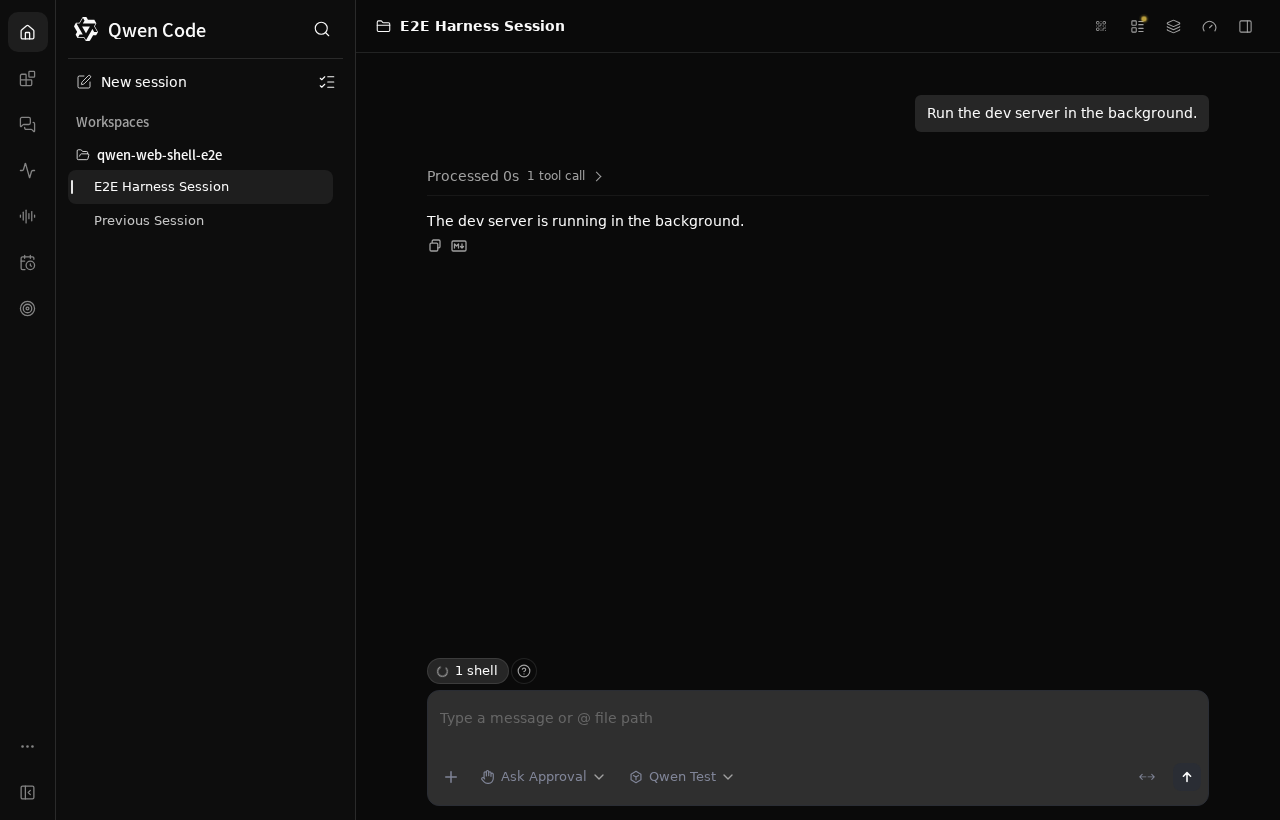 Qwen Code
New session
Workspaces
qwen-web-shell-e2e
E2E Harness Session
Previous Session
E2E Harness Session
Run the dev server in the background.
Processed 0s 1 tool call
The dev server is running in the background.
1 shell
Type a message or @ file path
Ask Approval
Qwen Test